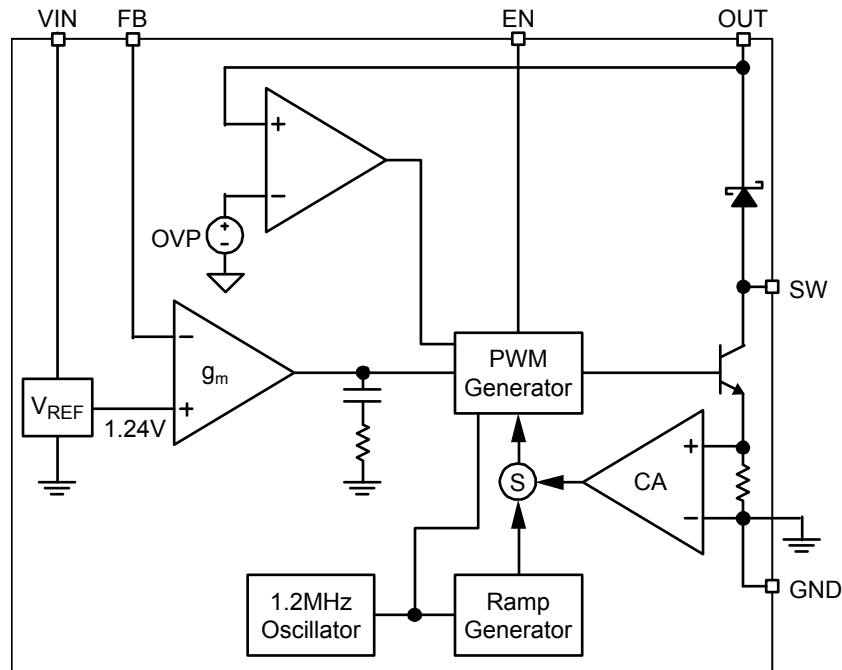 VIN
FB
EN
OUT
+
−
OVP
+
−
SW
−
gm
+
VREF
1.24V
PWM
Generator
+
CA
−
S
1.2MHz
Oscillator
Ramp
Generator
GND